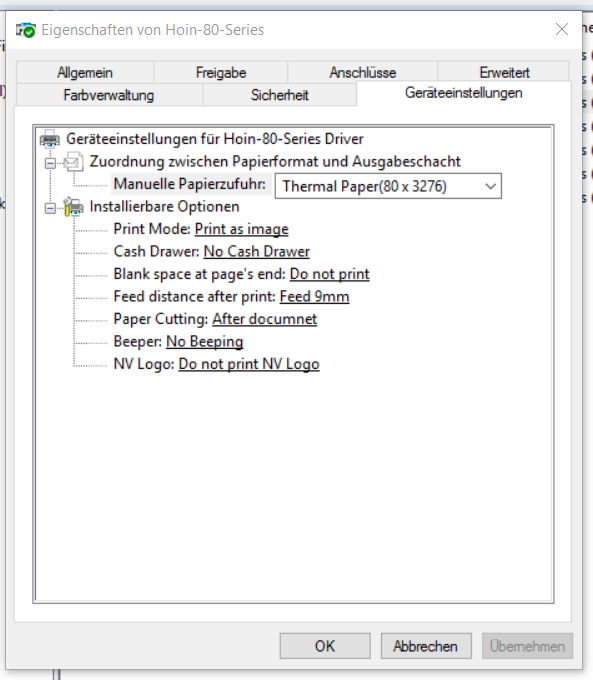 Eigenschaften von Hoin-80-Series
Allgemein Freigabe Anschlüsse Erweitert
Farbverwaltung Sicherheit Geräteeinstellungen
Geräteeinstellungen für Hoin-80-Series Driver
Zuordnung zwischen Papierformat und Ausgabeschacht
Manuelle Papierzufuhr: Thermal Paper(80 x 3276)
Installierbare Optionen
Print Mode: Print as image
Cash Drawer: No Cash Drawer
Blank space at page's end: Do not print
Feed distance after print: Feed 9mm
Paper Cutting: After documnet
Beeper: No Beeping
NV Logo: Do not print NV Logo
OK Abbrechen Übernehmen